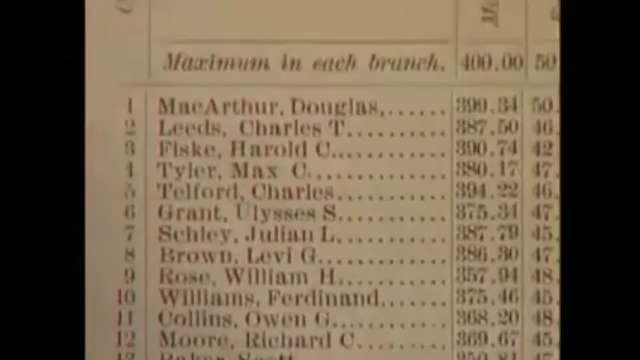 Maximum in each branch. 400.00 50
1 MacArthur, Douglas,...... 399.34 50.
2 Leeds, Charles T.......... 387.50 46.
3 Fiske, Harold C........... 390.74 42
4 Tyler, Max C............. 380.17 47.
5 Telford, Charles.......... 394.22 46.
6 Grant, Ulysses S.......... 375.34 47.
7 Schley, Julian L.......... 387.79 45.
8 Brown, Levi G............ 386.30 47.
9 Rose, William H.......... 357.94 48.
10 Williams, Ferdinand...... 375.46 45.
11 Collins, Owen G.......... 368.20 48.
12 Moore, Richard C........ 369.67 45.
13 Baker, Scott